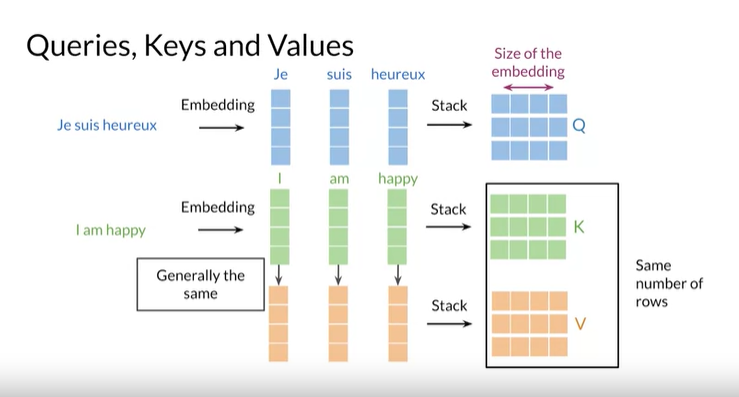 Queries, Keys and Values
Size of the
embedding
Je suis heureux
Embedding
Stack
Je suis heureux
Q
I am happy
Embedding
Stack
I am happy
K
Generally the
same
Same
number of
rows
Stack
V